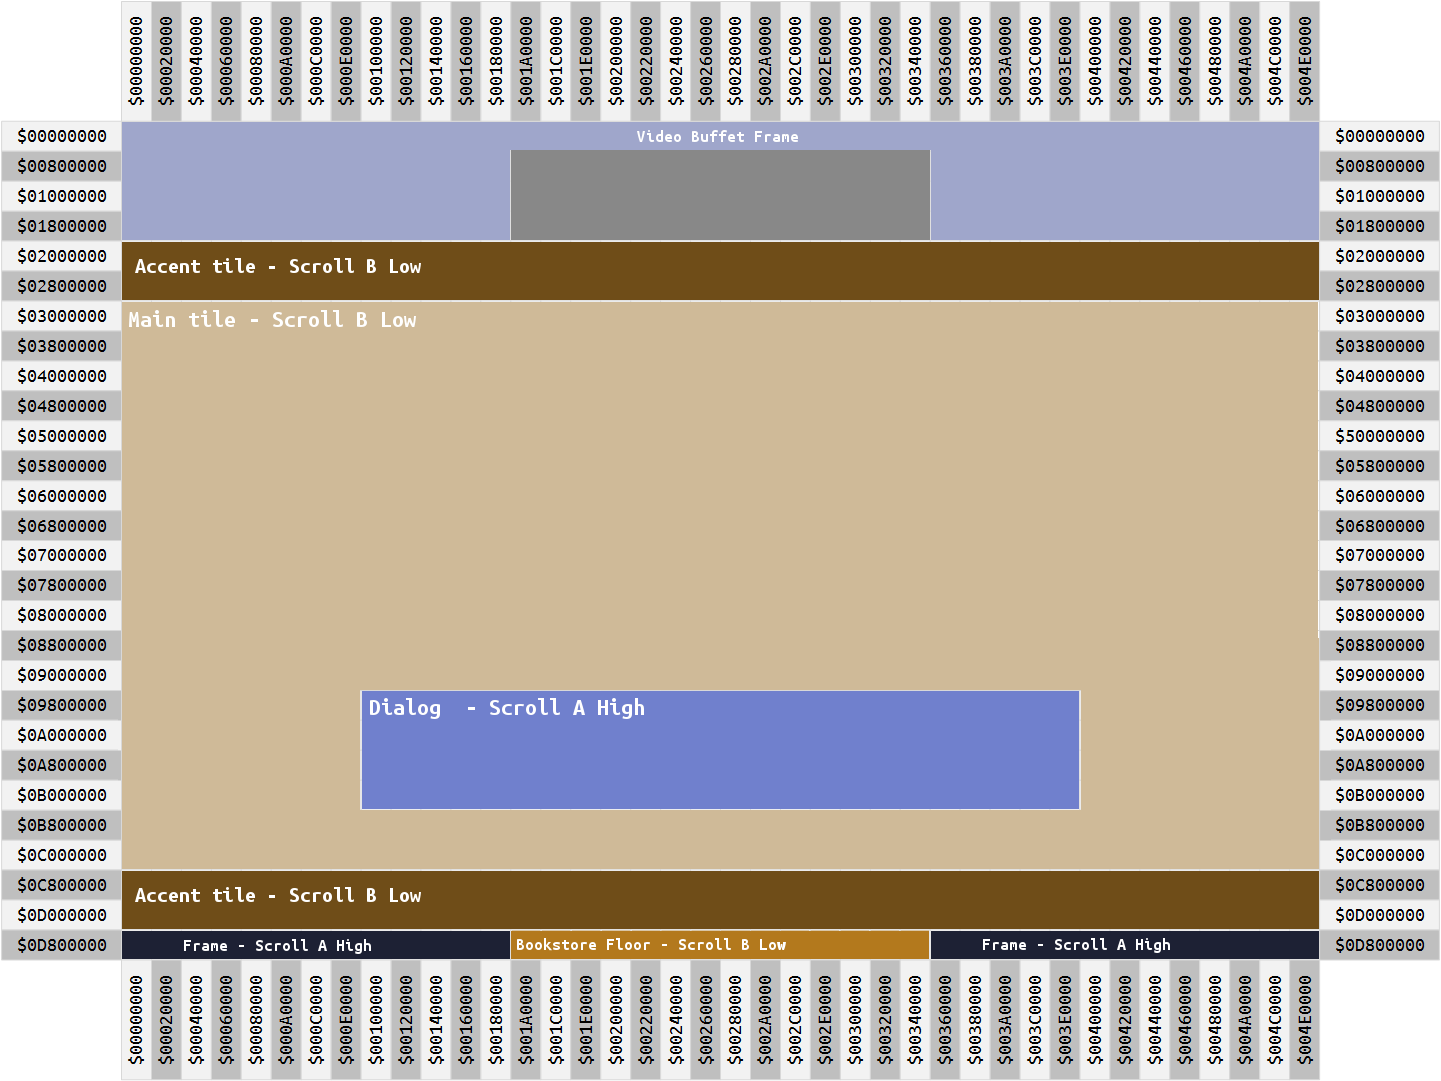 $00000000 $00020000 $00040000 $00060000 $00080000 $000A0000 $000C0000 $000E0000 $00100000 $00120000 $00140000 $00160000 $00180000 $001A0000 $001C0000 $001E0000 $00200000 $00220000 $00240000 $00260000 $00280000 $002A0000 $002C0000 $002E0000 $00300000 $00320000 $00340000 $00360000 $00380000 $003A0000 $003C0000 $003E0000 $00400000 $00420000 $00440000 $00460000 $00480000 $004A0000 $004C0000 $004E0000
$00000000 Video Buffet Frame $00000000
$00800000 $00800000
$01000000 $01000000
$01800000 $01800000
$02000000 Accent tile - Scroll B Low $02000000
$02800000 $02800000
$03000000 Main tile - Scroll B Low $03000000
$03800000 $03800000
$04000000 $04000000
$04800000 $04800000
$05000000 $50000000
$05800000 $05800000
$06000000 $06000000
$06800000 $06800000
$07000000 $07000000
$07800000 $07800000
$08000000 $08000000
$08800000 $08800000
$09000000 $09000000
$09800000 Dialog  - Scroll A High $09800000
$0A000000 $0A000000
$0A800000 $0A800000
$0B000000 $0B000000
$0B800000 $0B800000
$0C000000 $0C000000
$0C800000 Accent tile - Scroll B Low $0C800000
$0D000000 $0D000000
$0D800000 Frame - Scroll A High Bookstore Floor - Scroll B Low Frame - Scroll A High $0D800000
$00000000 $00020000 $00040000 $00060000 $00080000 $000A0000 $000C0000 $000E0000 $00100000 $00120000 $00140000 $00160000 $00180000 $001A0000 $001C0000 $001E0000 $00200000 $00220000 $00240000 $00260000 $00280000 $002A0000 $002C0000 $002E0000 $00300000 $00320000 $00340000 $00360000 $00380000 $003A0000 $003C0000 $003E0000 $00400000 $00420000 $00440000 $00460000 $00480000 $004A0000 $004C0000 $004E0000